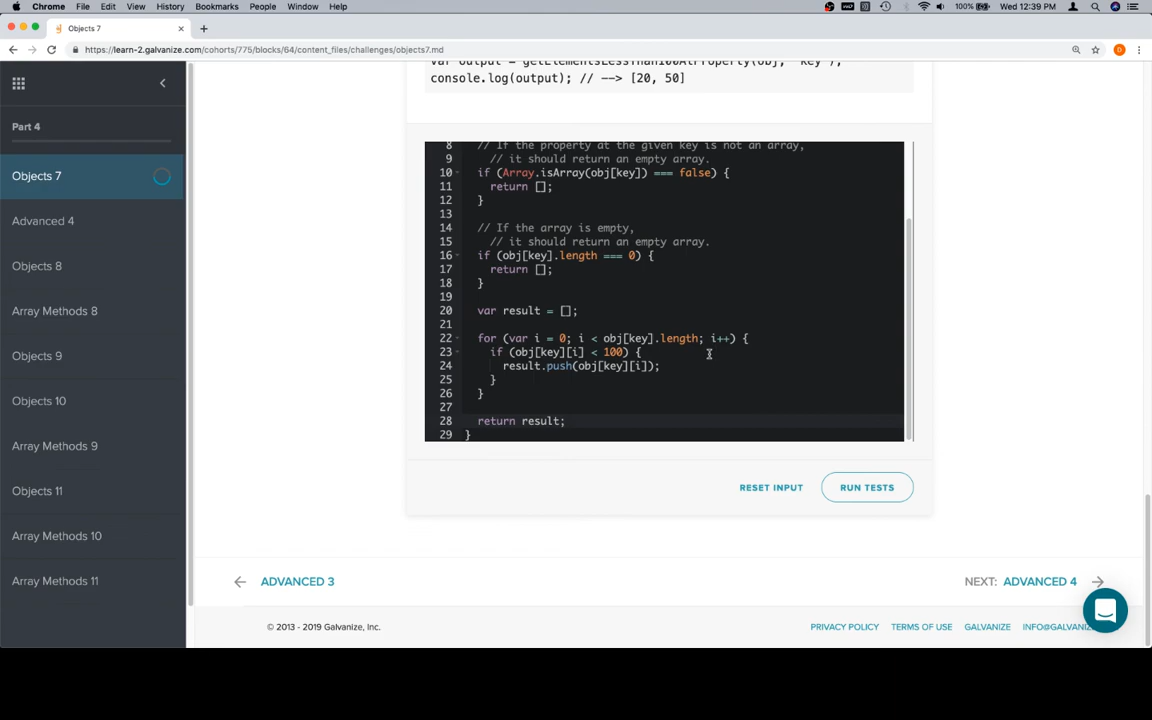 Chrome File Edit View History Bookmarks People Window Help
100% Wed 12:39 PM
Objects 7
https://learn-2.galvanize.com/cohorts/775/blocks/64/content_files/challenges/objects7.md
Part 4
Objects 7
Advanced 4
Objects 8
Array Methods 8
Objects 9
Objects 10
Array Methods 9
Objects 11
Array Methods 10
Array Methods 11
var output = getElementsLessThan100AtProperty(obj, 'key');
console.log(output); // --> [20, 50]
8 // If the property at the given key is not an array,
9 // it should return an empty array.
10 if (Array.isArray(obj[key]) === false) {
11 return [];
12 }
13
14 // If the array is empty,
15 // it should return an empty array.
16 if (obj[key].length === 0) {
17 return [];
18 }
19
20 var result = [];
21
22 for (var i = 0; i < obj[key].length; i++) {
23 if (obj[key][i] < 100) {
24 result.push(obj[key][i]);
25 }
26 }
27
28 return result;
29 }
RESET INPUT
RUN TESTS
ADVANCED 3
NEXT: ADVANCED 4
© 2013 - 2019 Galvanize, Inc.
PRIVACY POLICY TERMS OF USE GALVANIZE INFO@GALVANIZ